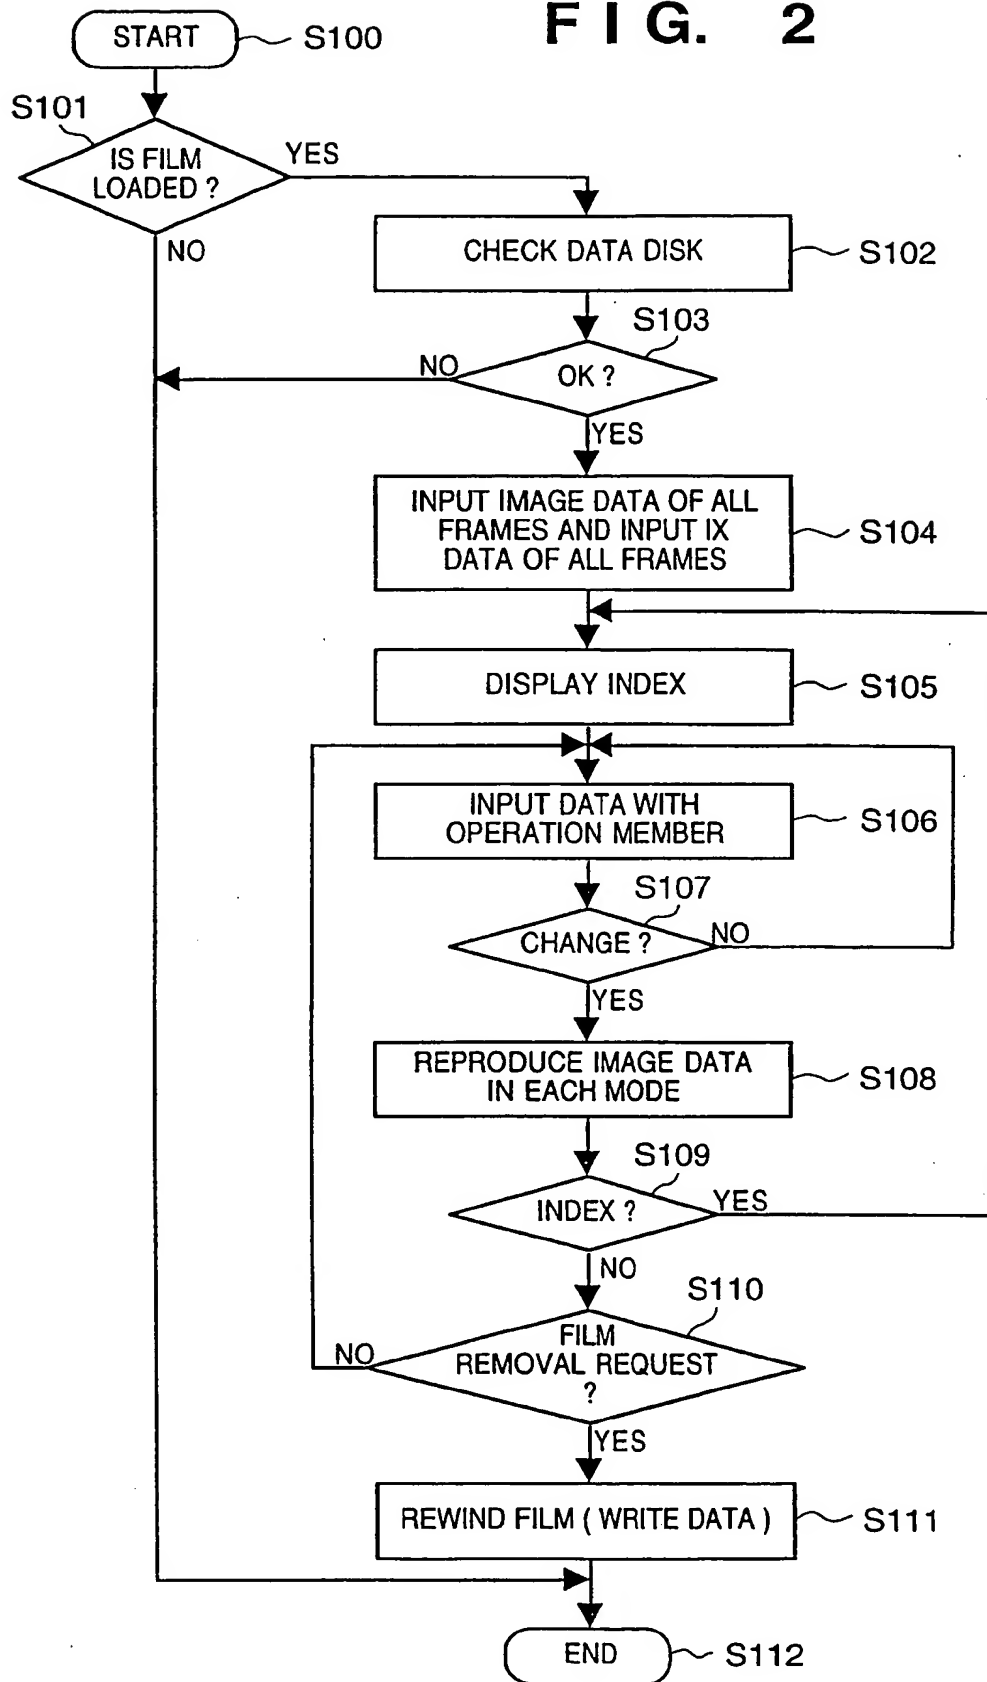 FIG. 2
START
S100
S101
IS FILM
LOADED ?
YES
NO
CHECK DATA DISK
S102
S103
OK ?
NO
YES
INPUT IMAGE DATA OF ALL
FRAMES AND INPUT IX
DATA OF ALL FRAMES
S104
DISPLAY INDEX
S105
INPUT DATA WITH
OPERATION MEMBER
S106
S107
CHANGE ?
NO
YES
REPRODUCE IMAGE DATA
IN EACH MODE
S108
S109
INDEX ?
YES
NO
S110
FILM
REMOVAL REQUEST
?
NO
YES
REWIND FILM ( WRITE DATA )
S111
END
S112